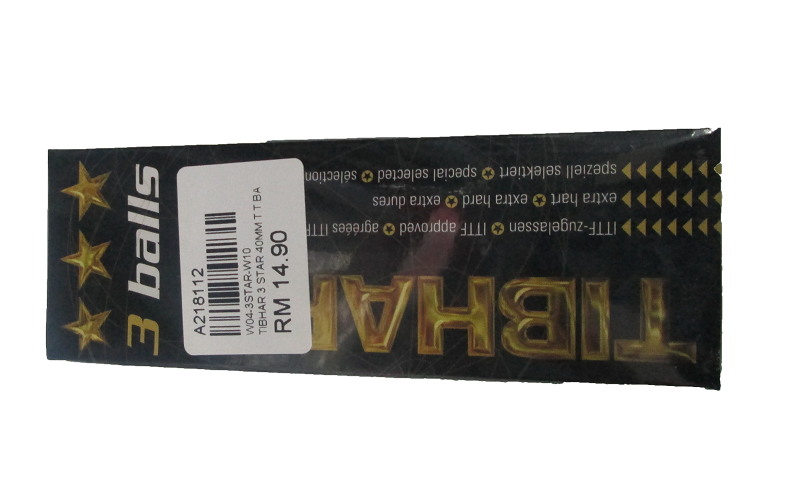 TIBHAR
ITTF-zugelassen ITTF approved agréées ITTF
extra hart extra hard extra dures
speziell selektiert special selected sélection
3 balls
A218112
W04-3STAR-W10
TIBHAR 3 STAR 40MM T T BA
RM 14.90